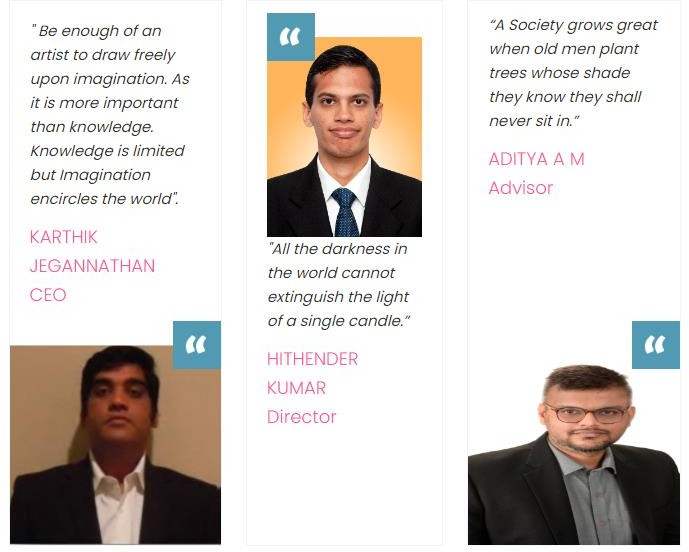 " Be enough of an
artist to draw freely
upon imagination. As
it is more important
than knowledge.
Knowledge is limited
but Imagination
encircles the world".
KARTHIK
JEGANNATHAN
CEO
"All the darkness in
the world cannot
extinguish the light
of a single candle.”
HITHENDER
KUMAR
Director
“A Society grows great
when old men plant
trees whose shade
they know they shall
never sit in.”
ADITYA A M
Advisor